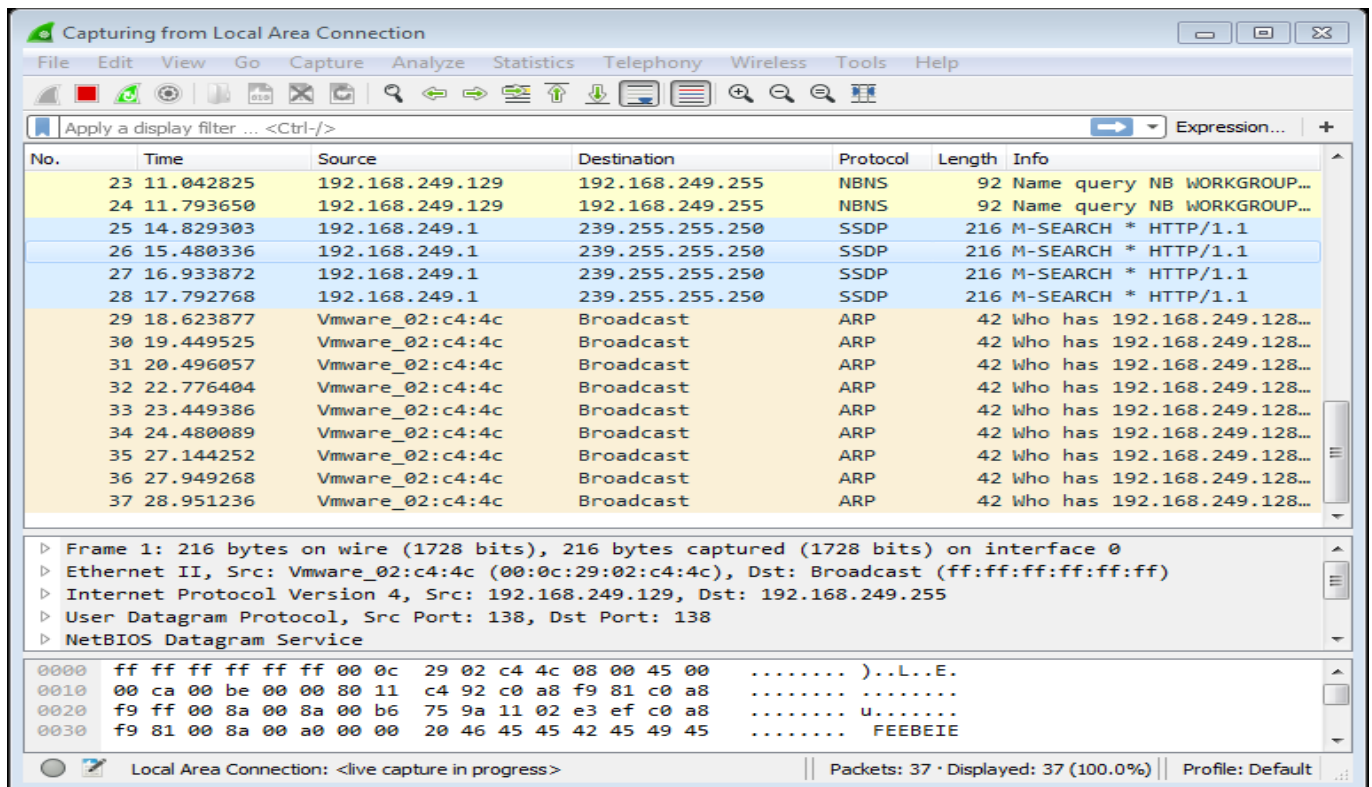 Capturing from Local Area Connection
File Edit View Go Capture Analyze Statistics Telephony Wireless Tools Help
Apply a display filter ... <Ctrl-/> Expression... +
No. Time Source Destination Protocol Length Info
23 11.042825 192.168.249.129 192.168.249.255 NBNS 92 Name query NB WORKGROUP…
24 11.793650 192.168.249.129 192.168.249.255 NBNS 92 Name query NB WORKGROUP…
25 14.829303 192.168.249.1 239.255.255.250 SSDP 216 M-SEARCH * HTTP/1.1
26 15.480336 192.168.249.1 239.255.255.250 SSDP 216 M-SEARCH * HTTP/1.1
27 16.933872 192.168.249.1 239.255.255.250 SSDP 216 M-SEARCH * HTTP/1.1
28 17.792768 192.168.249.1 239.255.255.250 SSDP 216 M-SEARCH * HTTP/1.1
29 18.623877 Vmware_02:c4:4c Broadcast ARP 42 Who has 192.168.249.128…
30 19.449525 Vmware_02:c4:4c Broadcast ARP 42 Who has 192.168.249.128…
31 20.496057 Vmware_02:c4:4c Broadcast ARP 42 Who has 192.168.249.128…
32 22.776404 Vmware_02:c4:4c Broadcast ARP 42 Who has 192.168.249.128…
33 23.449386 Vmware_02:c4:4c Broadcast ARP 42 Who has 192.168.249.128…
34 24.480089 Vmware_02:c4:4c Broadcast ARP 42 Who has 192.168.249.128…
35 27.144252 Vmware_02:c4:4c Broadcast ARP 42 Who has 192.168.249.128…
36 27.949268 Vmware_02:c4:4c Broadcast ARP 42 Who has 192.168.249.128…
37 28.951236 Vmware_02:c4:4c Broadcast ARP 42 Who has 192.168.249.128…
Frame 1: 216 bytes on wire (1728 bits), 216 bytes captured (1728 bits) on interface 0
Ethernet II, Src: Vmware_02:c4:4c (00:0c:29:02:c4:4c), Dst: Broadcast (ff:ff:ff:ff:ff:ff)
Internet Protocol Version 4, Src: 192.168.249.129, Dst: 192.168.249.255
User Datagram Protocol, Src Port: 138, Dst Port: 138
NetBIOS Datagram Service
0000 ff ff ff ff ff ff 00 0c 29 02 c4 4c 08 00 45 00 ........ )..L..E.
0010 00 ca 00 be 00 00 80 11 c4 92 c0 a8 f9 81 c0 a8 ........ ........
0020 f9 ff 00 8a 00 8a 00 b6 75 9a 11 02 e3 ef c0 a8 ........ u.......
0030 f9 81 00 8a 00 a0 00 00 20 46 45 45 42 45 49 45 ........ FEEBEIE
Local Area Connection: <live capture in progress> Packets: 37 · Displayed: 37 (100.0%) Profile: Default